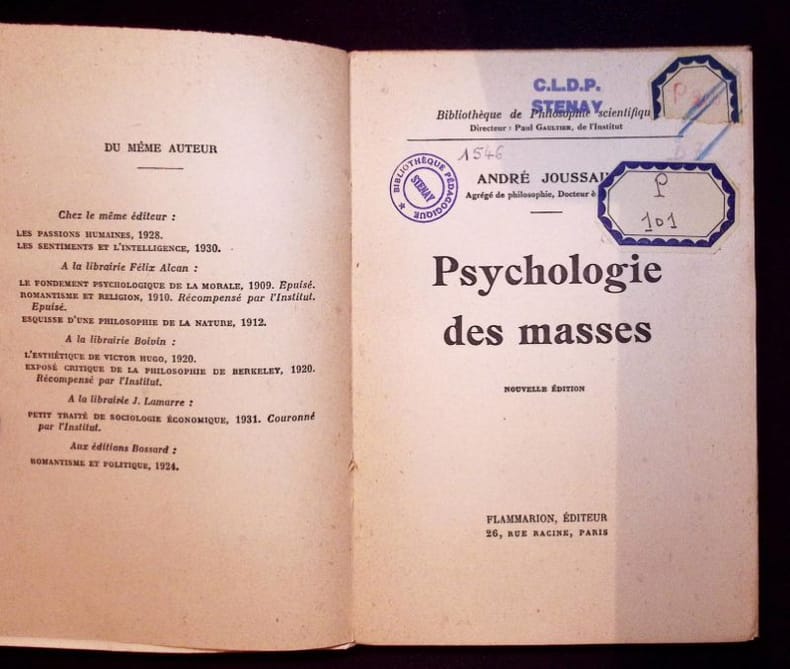 DU MÊME AUTEUR
Chez le même éditeur :
LES PASSIONS HUMAINES, 1928.
LES SENTIMENTS ET L'INTELLIGENCE, 1930.
A la librairie Félix Alcan :
LE FONDEMENT PSYCHOLOGIQUE DE LA MORALE, 1909. Epuisé.
ROMANTISME ET RELIGION, 1910. Récompensé par l'Institut.
Epuisé.
ESQUISSE D'UNE PHILOSOPHIE DE LA NATURE, 1912.
A la librairie Boivin :
L'ESTHÉTIQUE DE VICTOR HUGO, 1920.
EXPOSÉ CRITIQUE DE LA PHILOSOPHIE DE BERKELEY, 1920.
Récompensé par l'Institut.
A la librairie J. Lamarre :
PETIT TRAITÉ DE SOCIOLOGIE ÉCONOMIQUE, 1931. Couronné
par l'Institut.
Aux éditions Bossard :
ROMANTISME ET POLITIQUE, 1924.
C.L.D.P.
STENAY
Bibliothèque de Philosophie scientifiqu
Directeur : Paul GAULTIER, de l'Institut
1546
BIBLIOTHÈQUE PÉDAGOGIQUE
STENAY
ANDRÉ JOUSSAI
Agrégé de philosophie, Docteur è
P
101
Psychologie
des masses
NOUVELLE ÉDITION
FLAMMARION, ÉDITEUR
26, RUE RACINE, PARIS